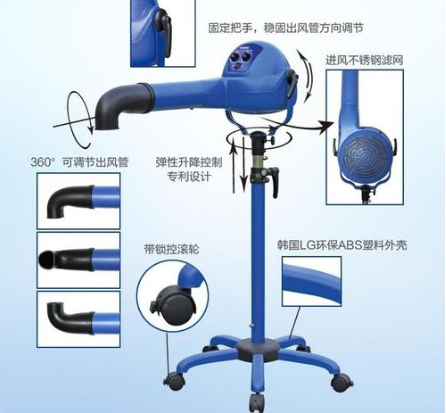 固定把手，稳固出风管方向调节
进风不锈钢滤网
360°可调节出风管
弹性升降控制
专利设计
带锁控滚轮
韩国LG环保ABS塑料外壳